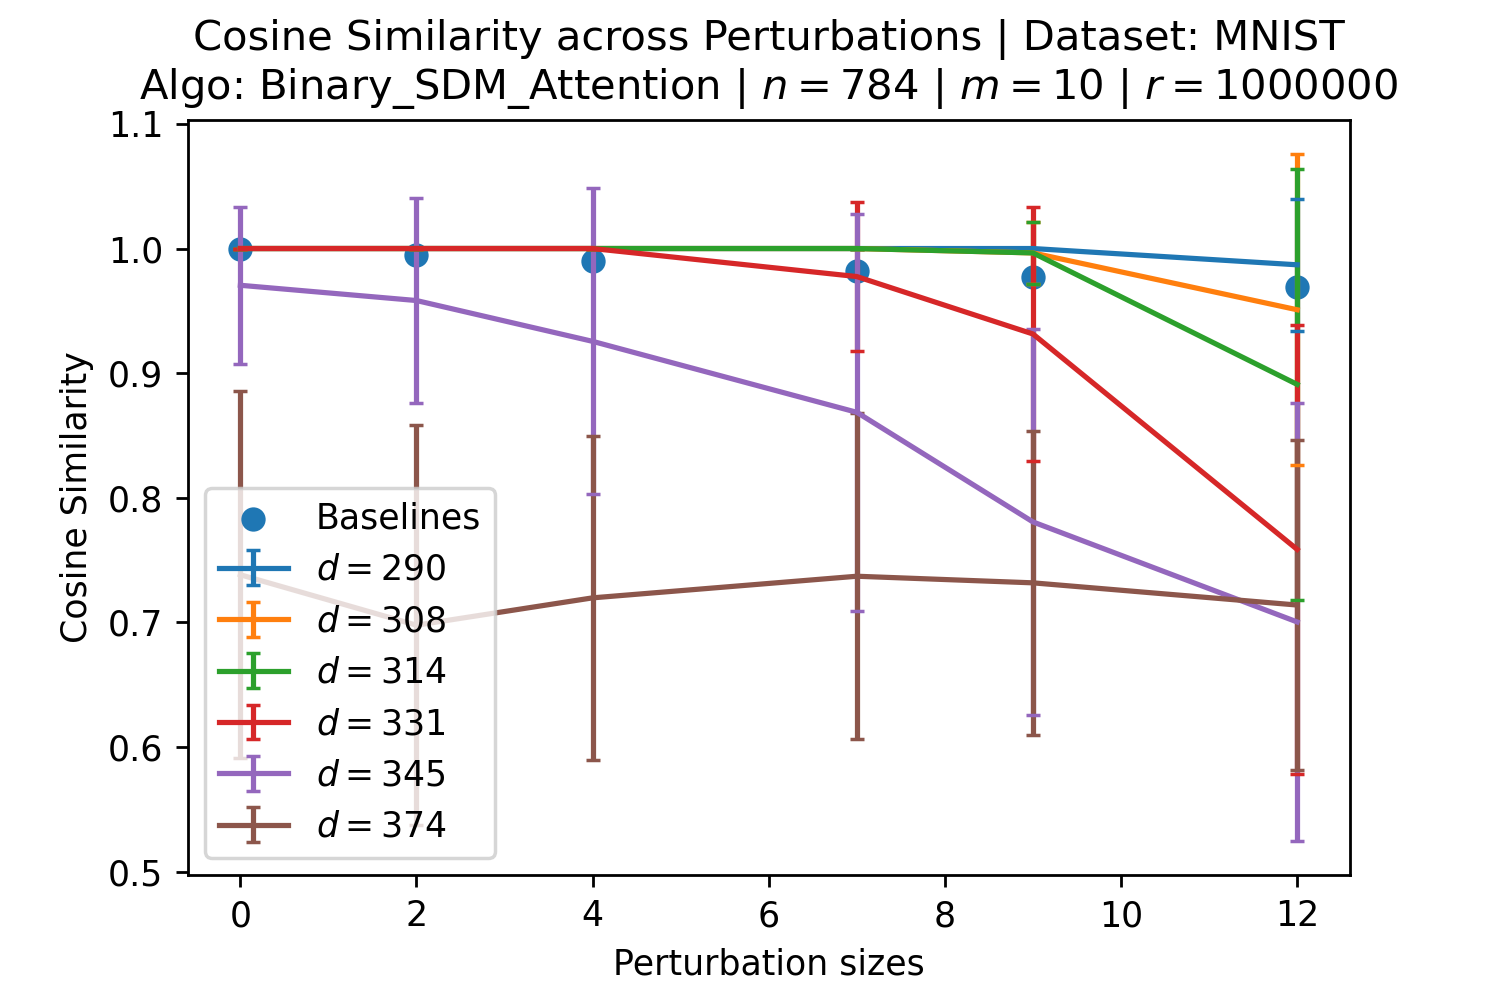 Cosine Similarity across Perturbations | Dataset: MNIST
Algo: Binary_SDM_Attention | n = 784 | m = 10 | r = 1000000
1.1
1.0
0.9
0.8
0.7
0.6
0.5
Cosine Similarity
Baselines
d = 290
d = 308
d = 314
d = 331
d = 345
d = 374
0 2 4 6 8 10 12
Perturbation sizes